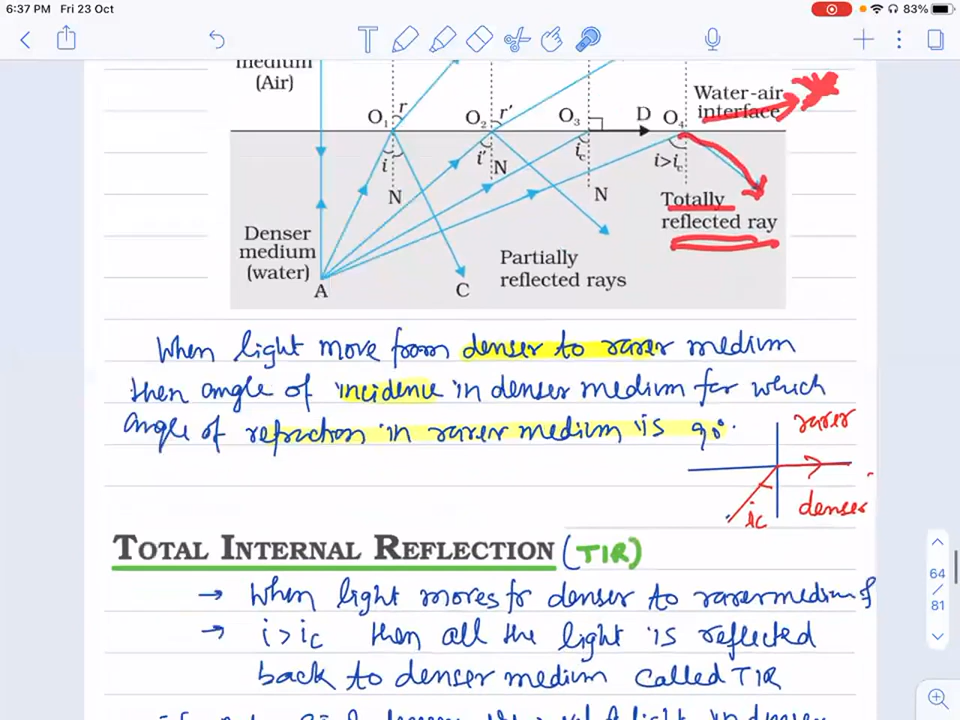 6:37 PM Fri 23 Oct 83%
medium
(Air)
O₁ r O₂ r' O₃ D O₄
Water-air
interface
i i' N i꜀ i>i꜀
N N
Totally
reflected ray
Denser
medium
(water)
Partially
reflected rays
A C
When light move from denser to rarer medium
then angle of incidence in denser medium for which
angle of refraction in rarer medium is 90°.
rarer
denser
ic
TOTAL INTERNAL REFLECTION (TIR)
→ When light moves for denser to rarer medium if
→ i > ic then all the light is reflected
back to denser medium called TIR
64
/
81